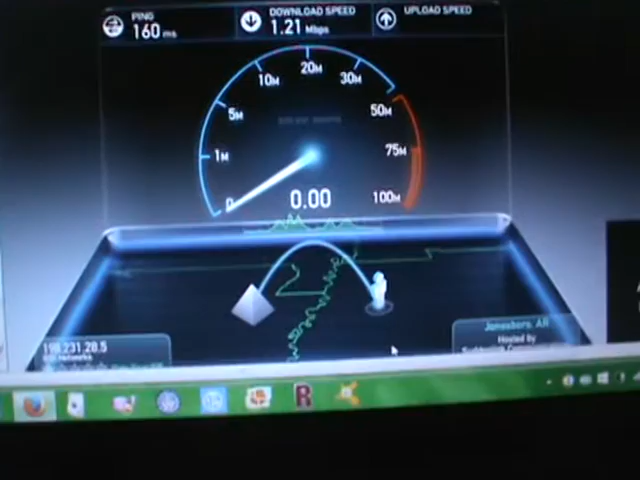 PING
160 ms
DOWNLOAD SPEED
1.21 Mbps
UPLOAD SPEED
20M
10M
30M
5M
50M
1M
75M
0
100M
0.00
198.231.28.5
Networks
Jonesboro, AR
Hosted by
R